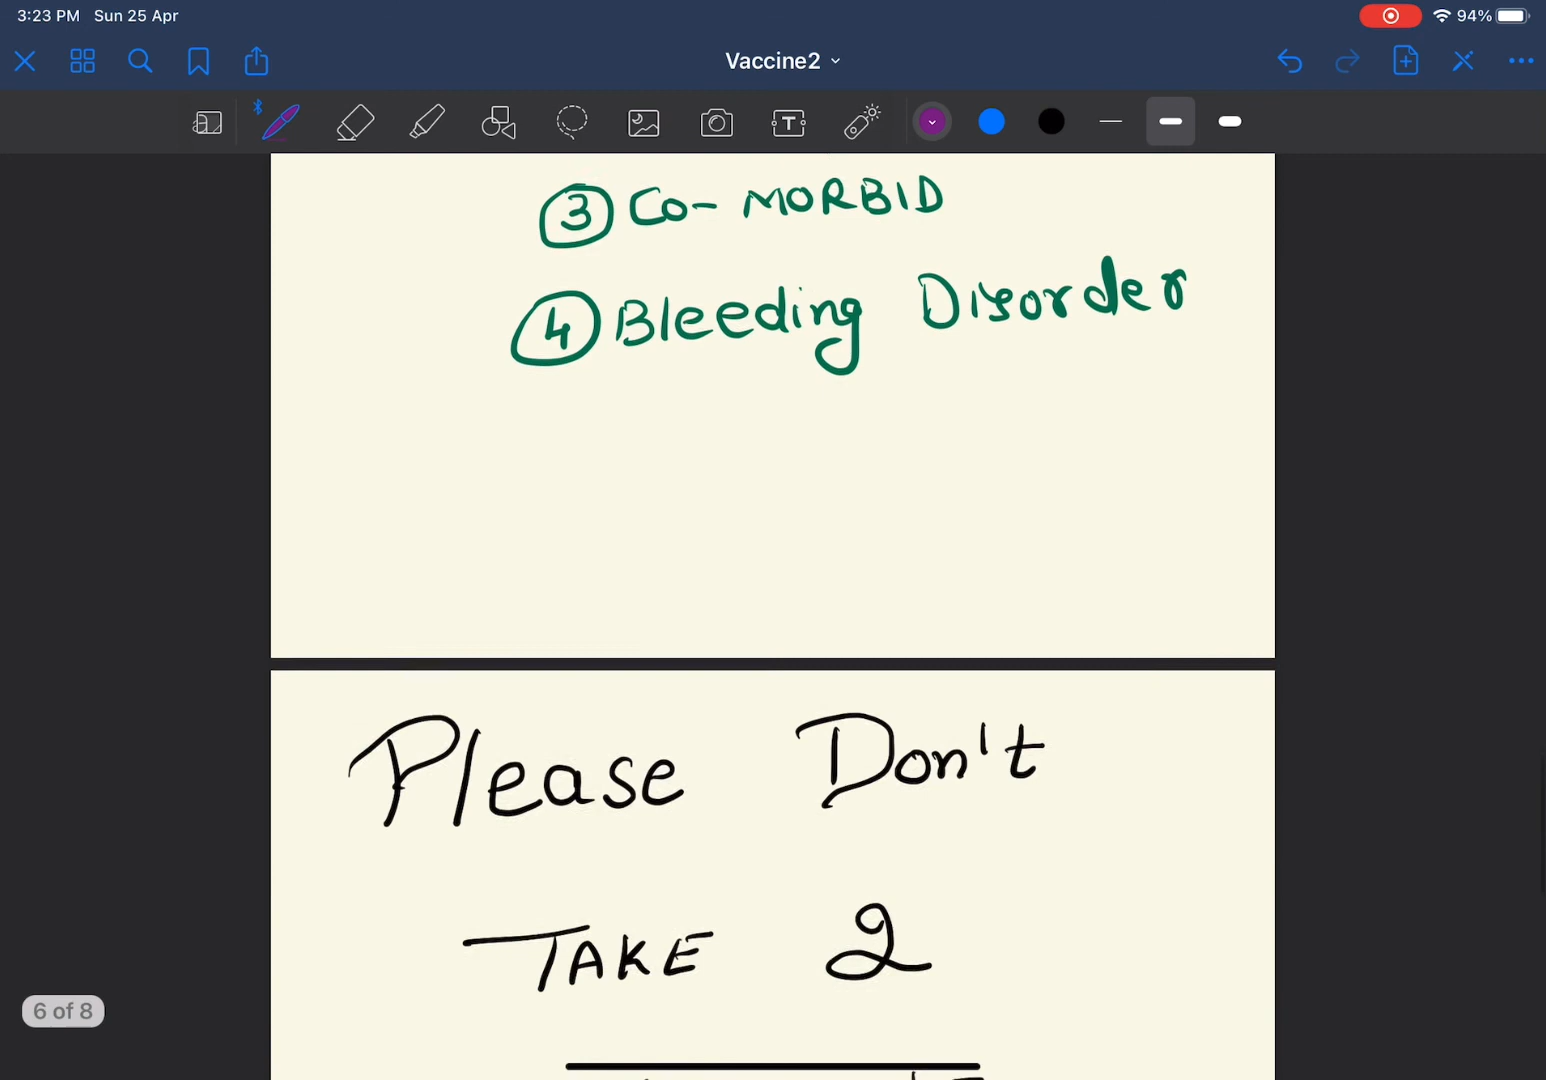 3:23 PM Sun 25 Apr
94%
Vaccine2
T
3 Co- MORBID
4 Bleeding Disorder
Please Don't
TAKE 2
6 of 8